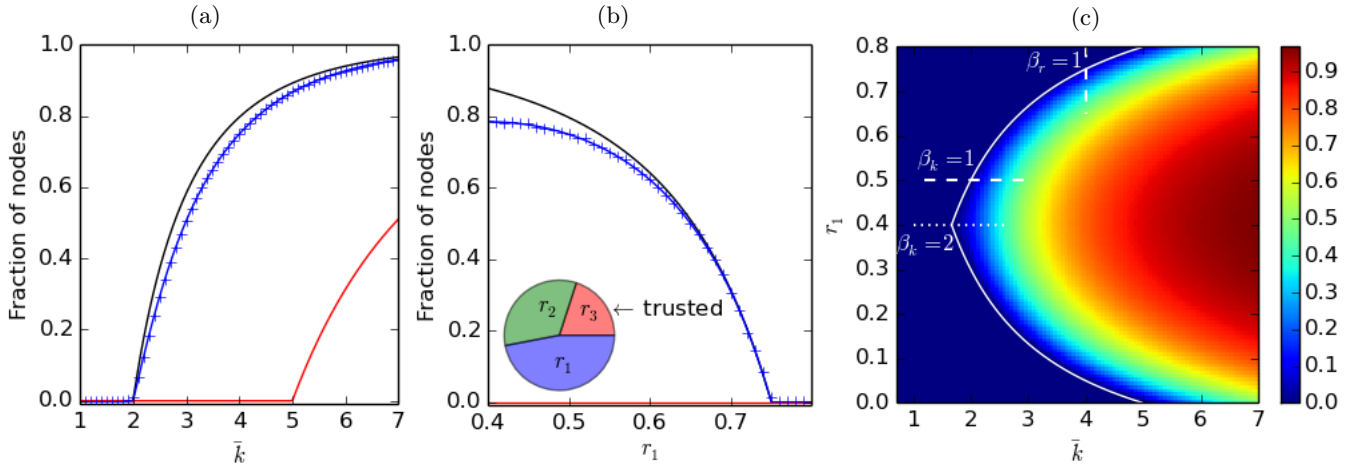 (a)
Fraction of nodes
1.0
0.8
0.6
0.4
0.2
0.0
1 2 3 4 5 6 7
k̄
(b)
Fraction of nodes
1.0
0.8
0.6
0.4
0.2
0.0
r₂
r₃
r₁
← trusted
0.4 0.5 0.6 0.7
r₁
(c)
r₁
0.8
0.7
0.6
0.5
0.4
0.3
0.2
0.1
0.0
βᵣ = 1
βₖ = 1
βₖ = 2
1 2 3 4 5 6 7
k̄
0.9
0.8
0.7
0.6
0.5
0.4
0.3
0.2
0.1
0.0